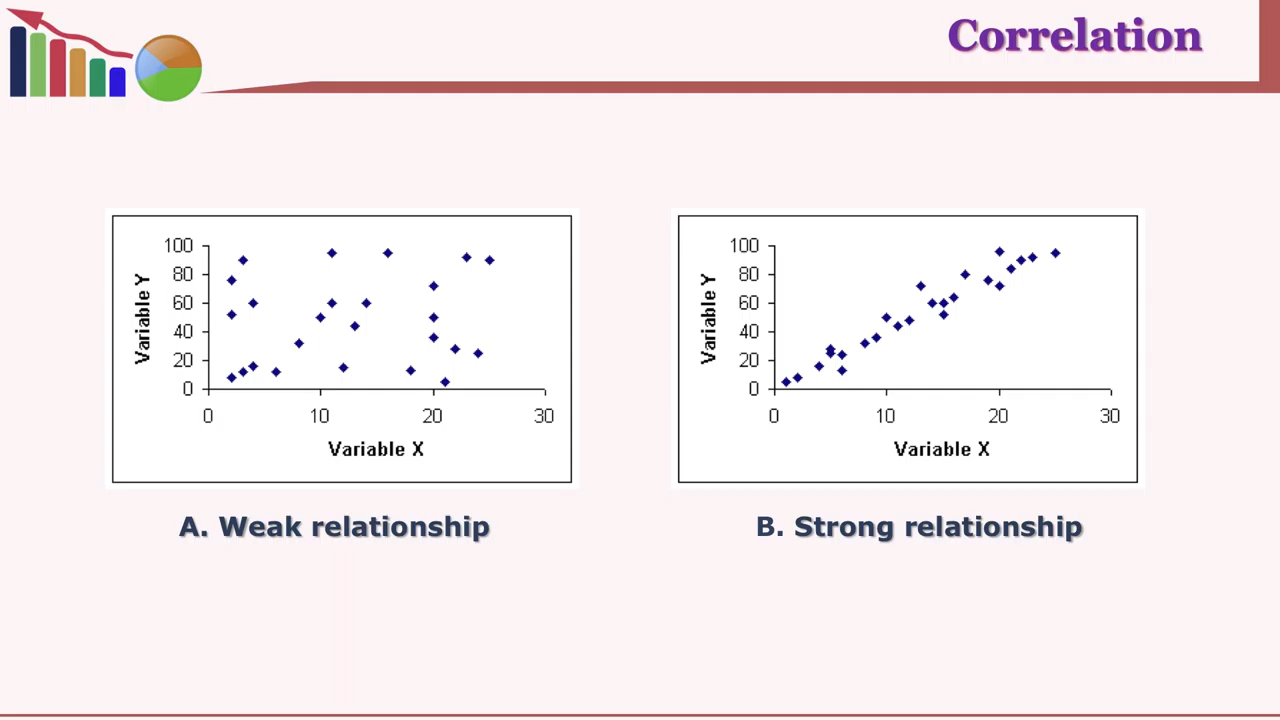 Correlation
100
80
60
40
20
0
Variable Y
0 10 20 30
Variable X
A. Weak relationship
100
80
60
40
20
0
Variable Y
0 10 20 30
Variable X
B. Strong relationship